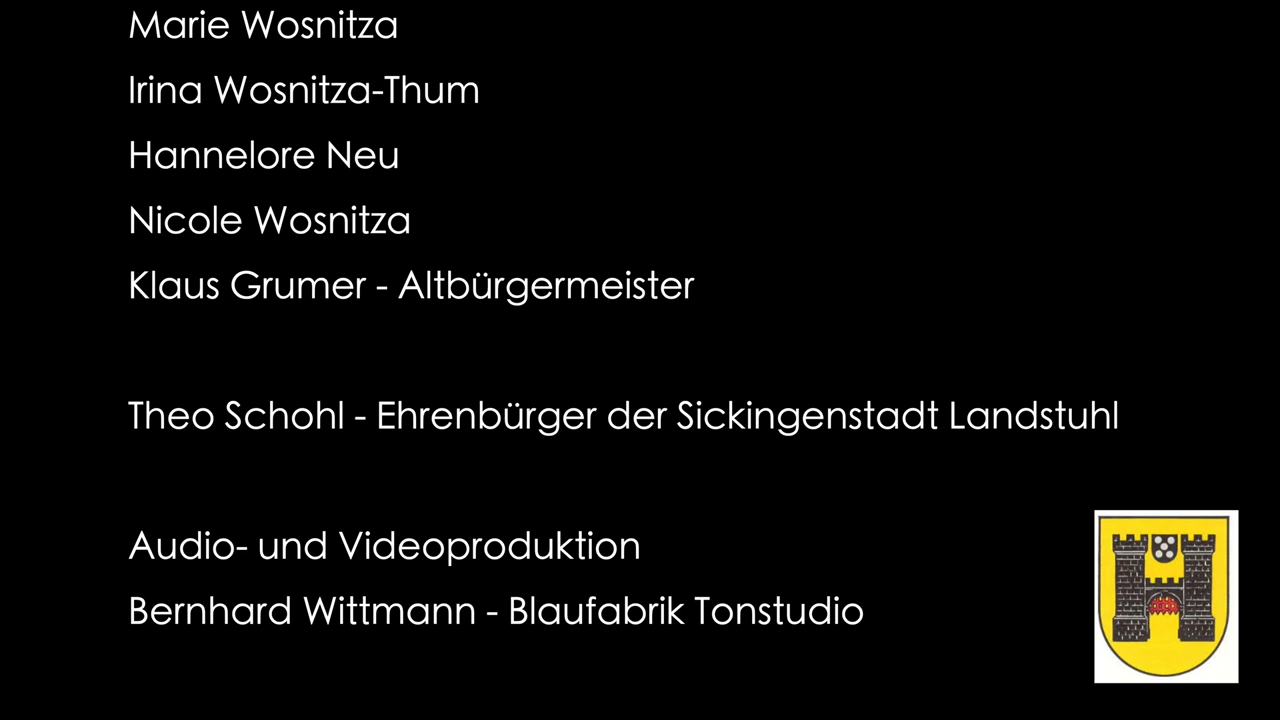 Marie Wosnitza
Irina Wosnitza-Thum
Hannelore Neu
Nicole Wosnitza
Klaus Grumer - Altbürgermeister
Theo Schohl - Ehrenbürger der Sickingenstadt Landstuhl
Audio- und Videoproduktion
Bernhard Wittmann - Blaufabrik Tonstudio